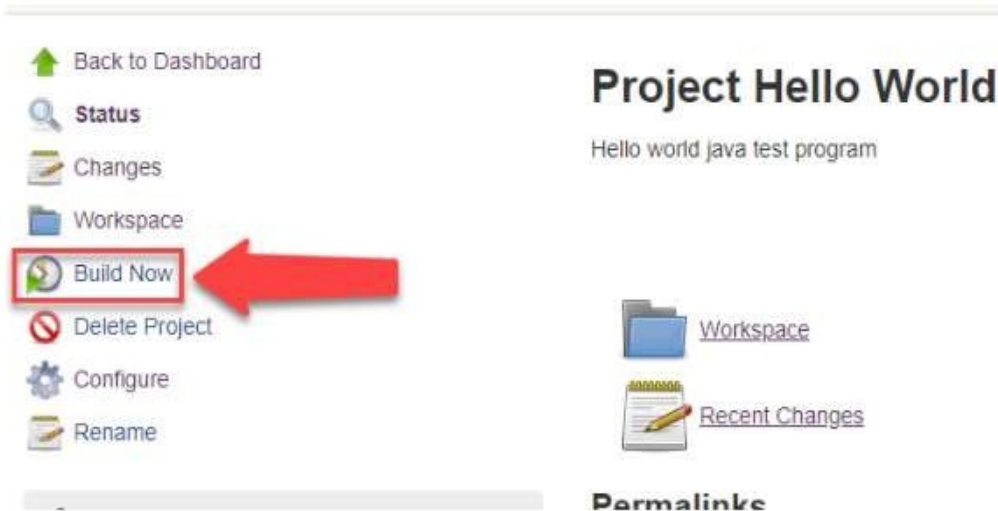 Back to Dashboard
Status
Changes
Workspace
Build Now
Delete Project
Configure
Rename
Project Hello World
Hello world java test program
Workspace
Recent Changes
Permalinks